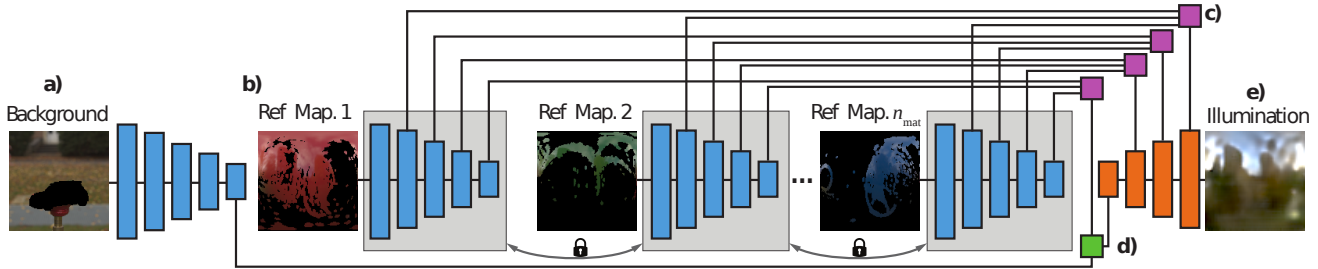 a)
Background
b)
Ref Map. 1
Ref Map. 2
...
Ref Map. n_mat
c)
d)
e)
Illumination